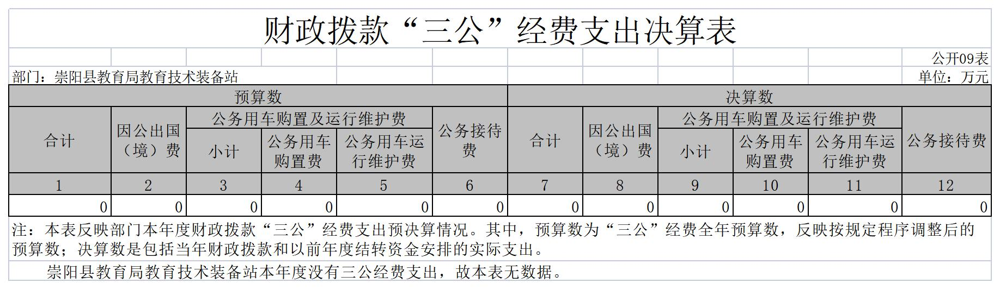 财政拨款“三公”经费支出决算表
公开09表
部门：崇阳县教育局教育技术装备站 单位：万元
预算数 决算数
合计 因公出国（境）费 公务用车购置及运行维护费 公务接待费 合计 因公出国（境）费 公务用车购置及运行维护费 公务接待费
小计 公务用车购置费 公务用车运行维护费 小计 公务用车购置费 公务用车运行维护费
1 2 3 4 5 6 7 8 9 10 11 12
0 0 0 0 0 0 0 0 0 0 0 0
注：本表反映部门本年度财政拨款“三公”经费支出预决算情况。其中，预算数为“三公”经费全年预算数，反映按规定程序调整后的
预算数；决算数是包括当年财政拨款和以前年度结转资金安排的实际支出。
崇阳县教育局教育技术装备站本年度没有三公经费支出，故本表无数据。